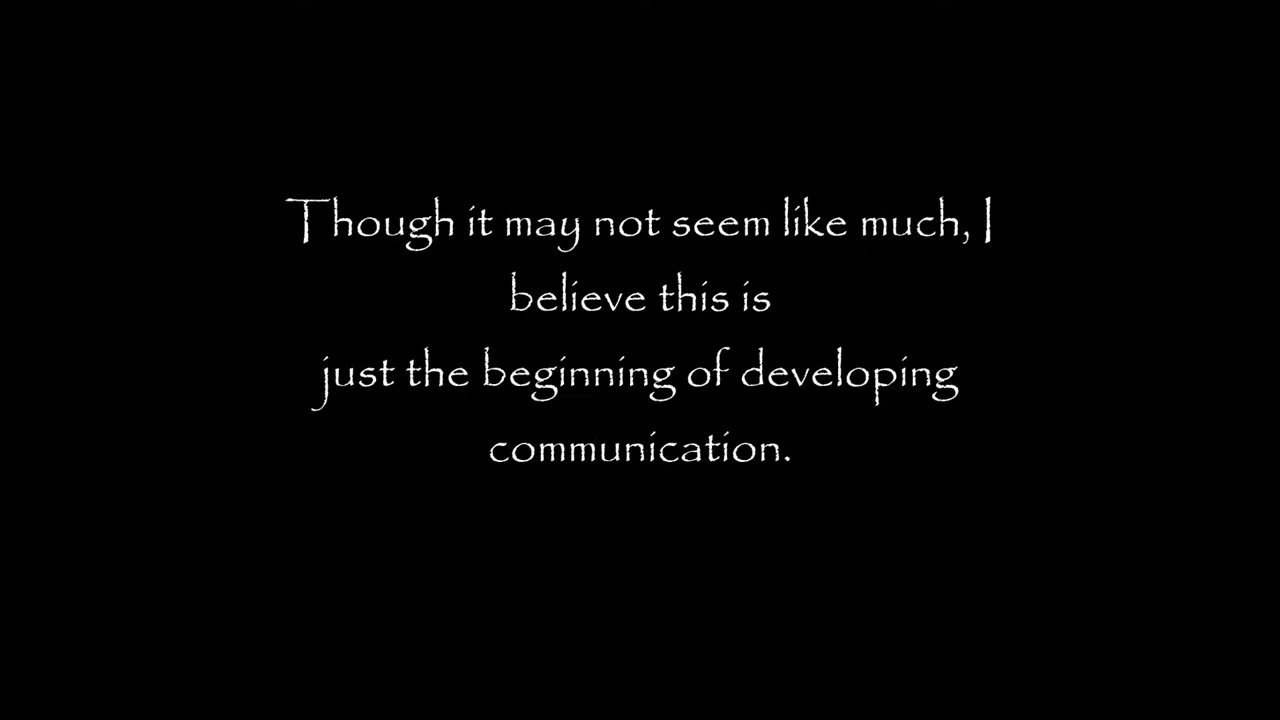 Though it may not seem like much, I
believe this is
just the beginning of developing
communication.